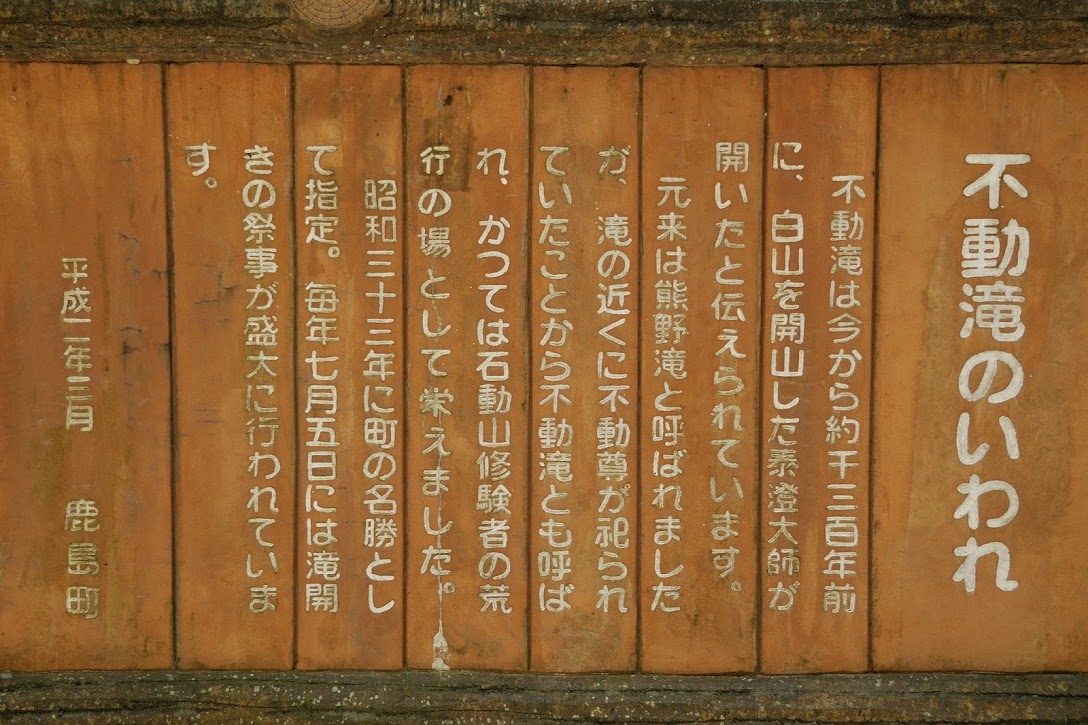 不動滝のいわれ
不動滝は今から約千三百年前
に、白山を開山した泰澄大師が
開いたと伝えられています。
元来は熊野滝と呼ばれました
が、滝の近くに不動尊が祀られ
ていたことから不動滝とも呼ば
れ、かつては石動山修験者の荒
行の場として栄えました。
昭和三十三年に町の名勝とし
て指定。毎年七月五日には滝開
きの祭事が盛大に行われていま
す。
平成二年三月 鹿島町